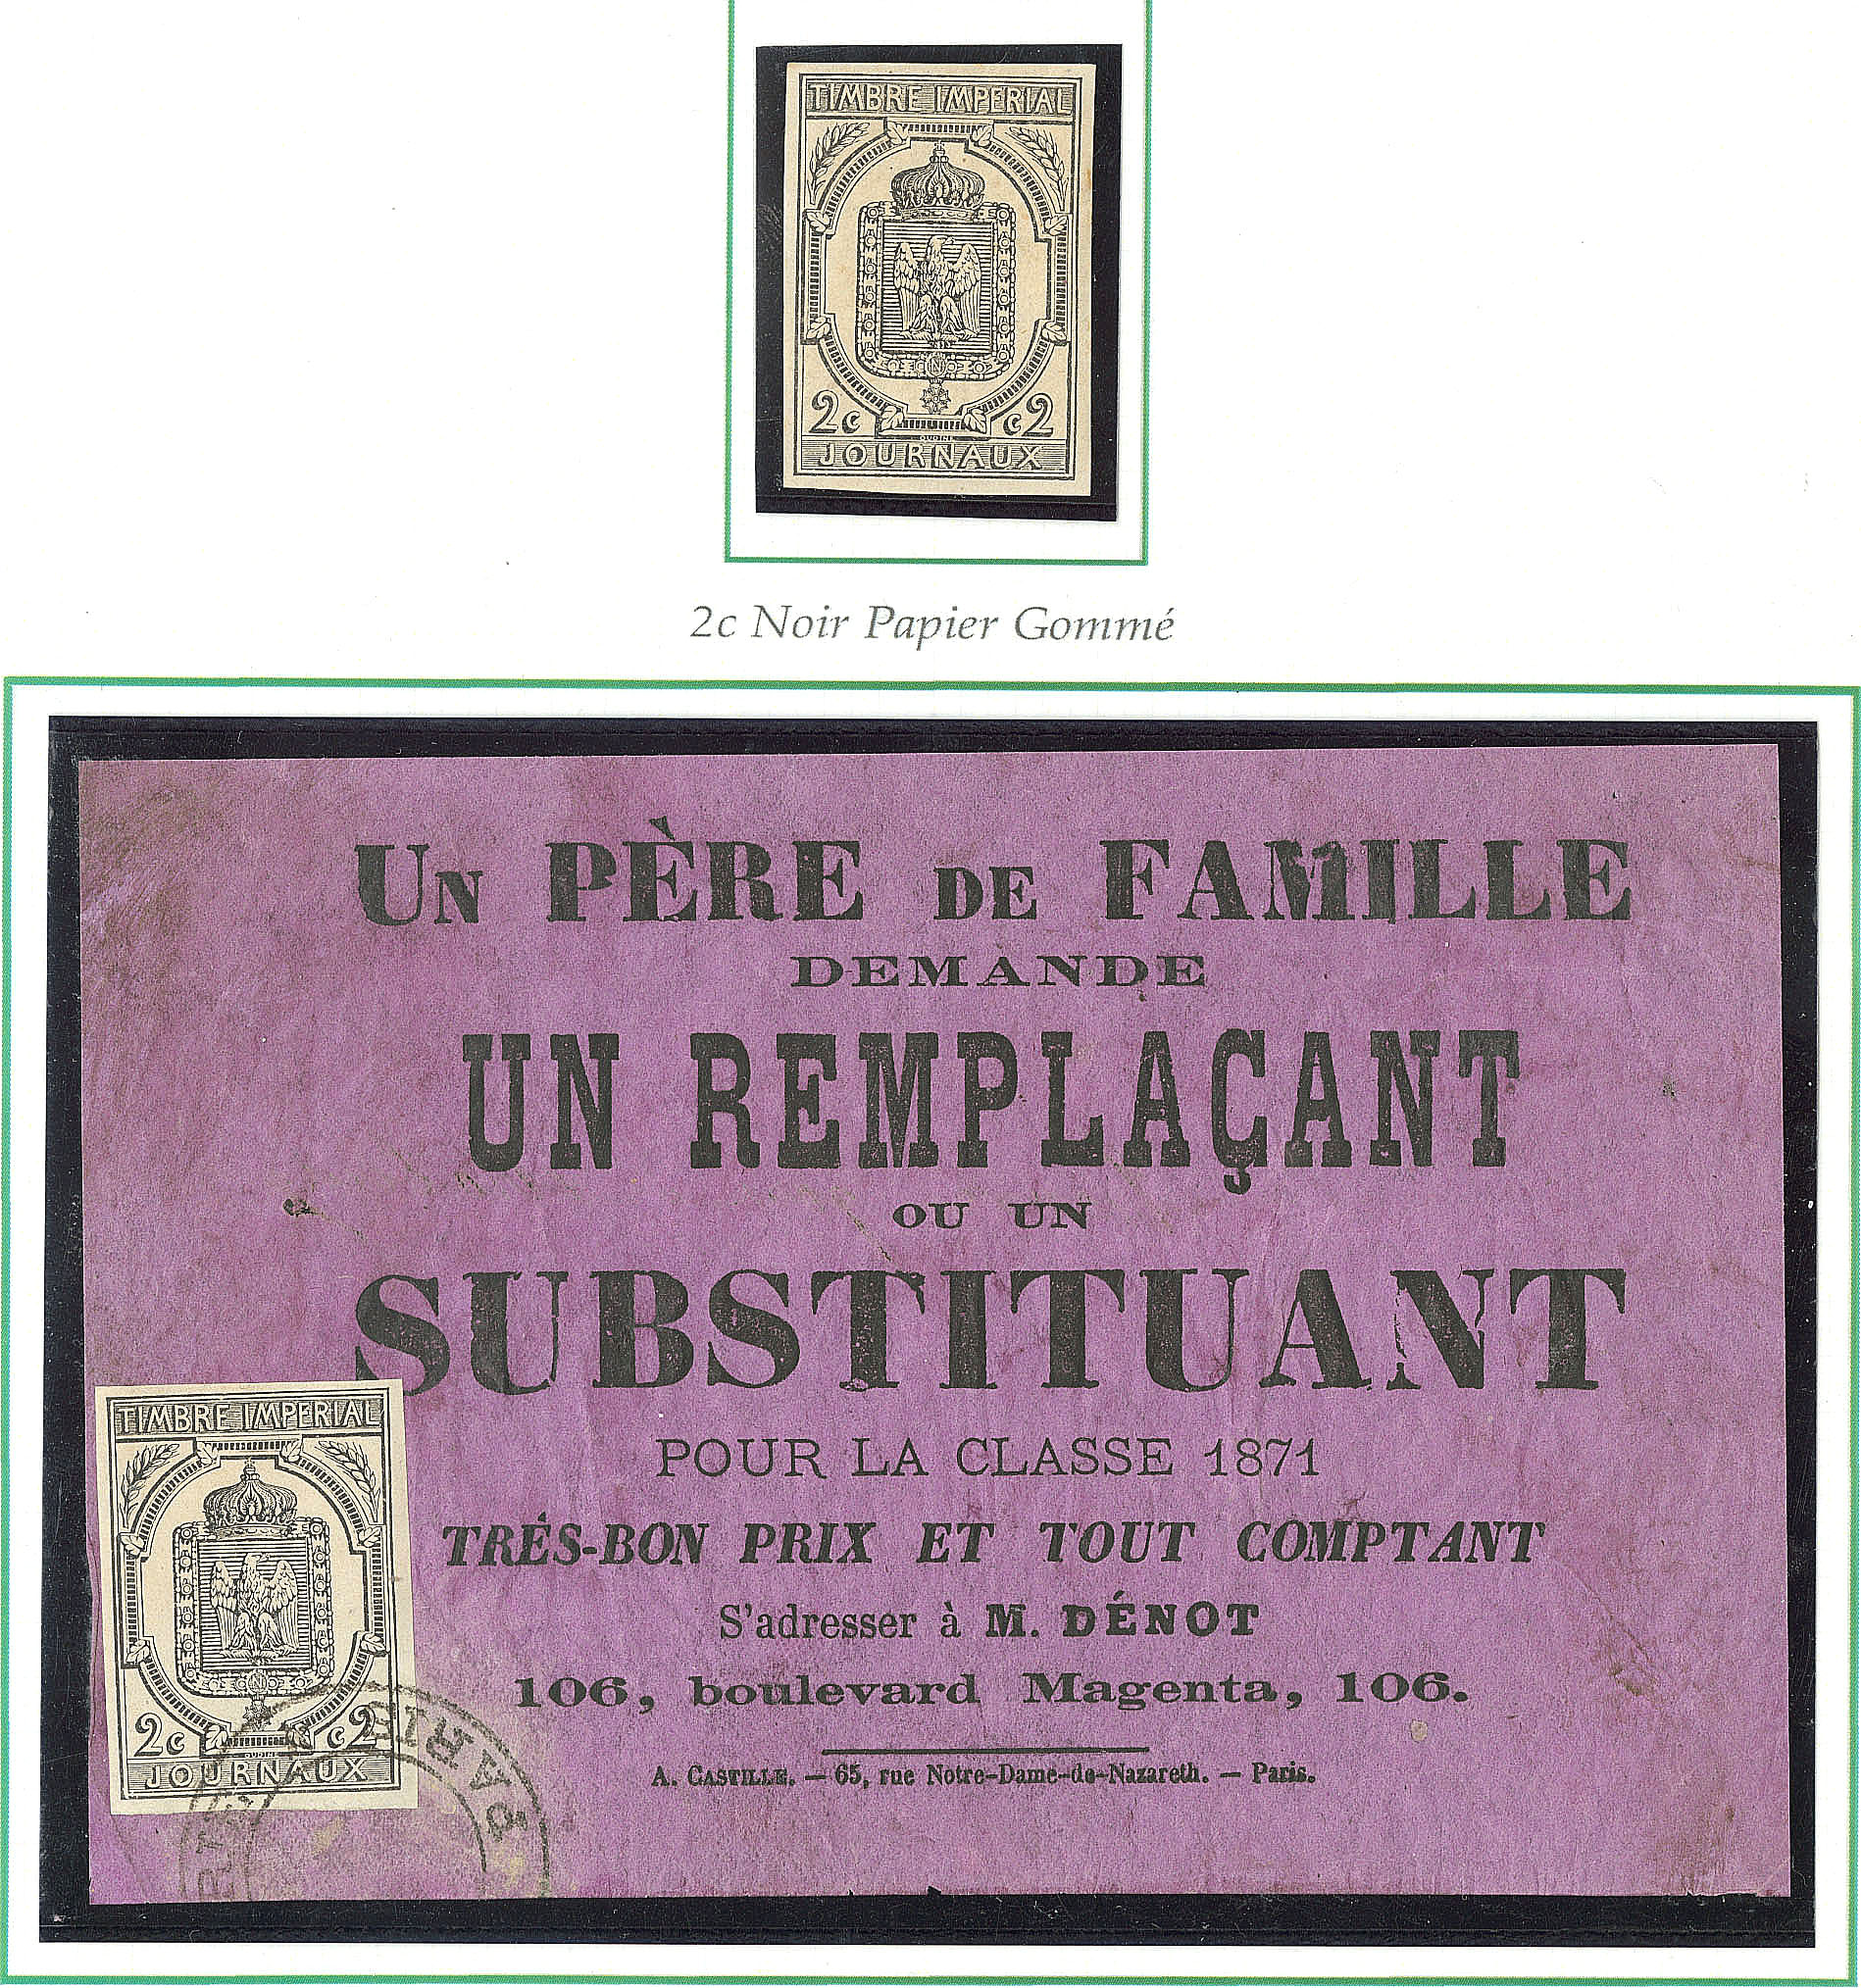 TIMBRE IMPERIAL
2c c2
JOURNAUX
2c Noir Papier Gommé
UN PÈRE DE FAMILLE
DEMANDE
UN REMPLAÇANT
OU UN
SUBSTITUANT
POUR LA CLASSE 1871
TRÉS-BON PRIX ET TOUT COMPTANT
S'adresser à M. DÉNOT
106, boulevard Magenta, 106.
A. CASTILLE. — 65, rue Notre-Dame-de-Nazareth. — Paris.
TIMBRE IMPERIAL
2c c2
JOURNAUX
PARIS